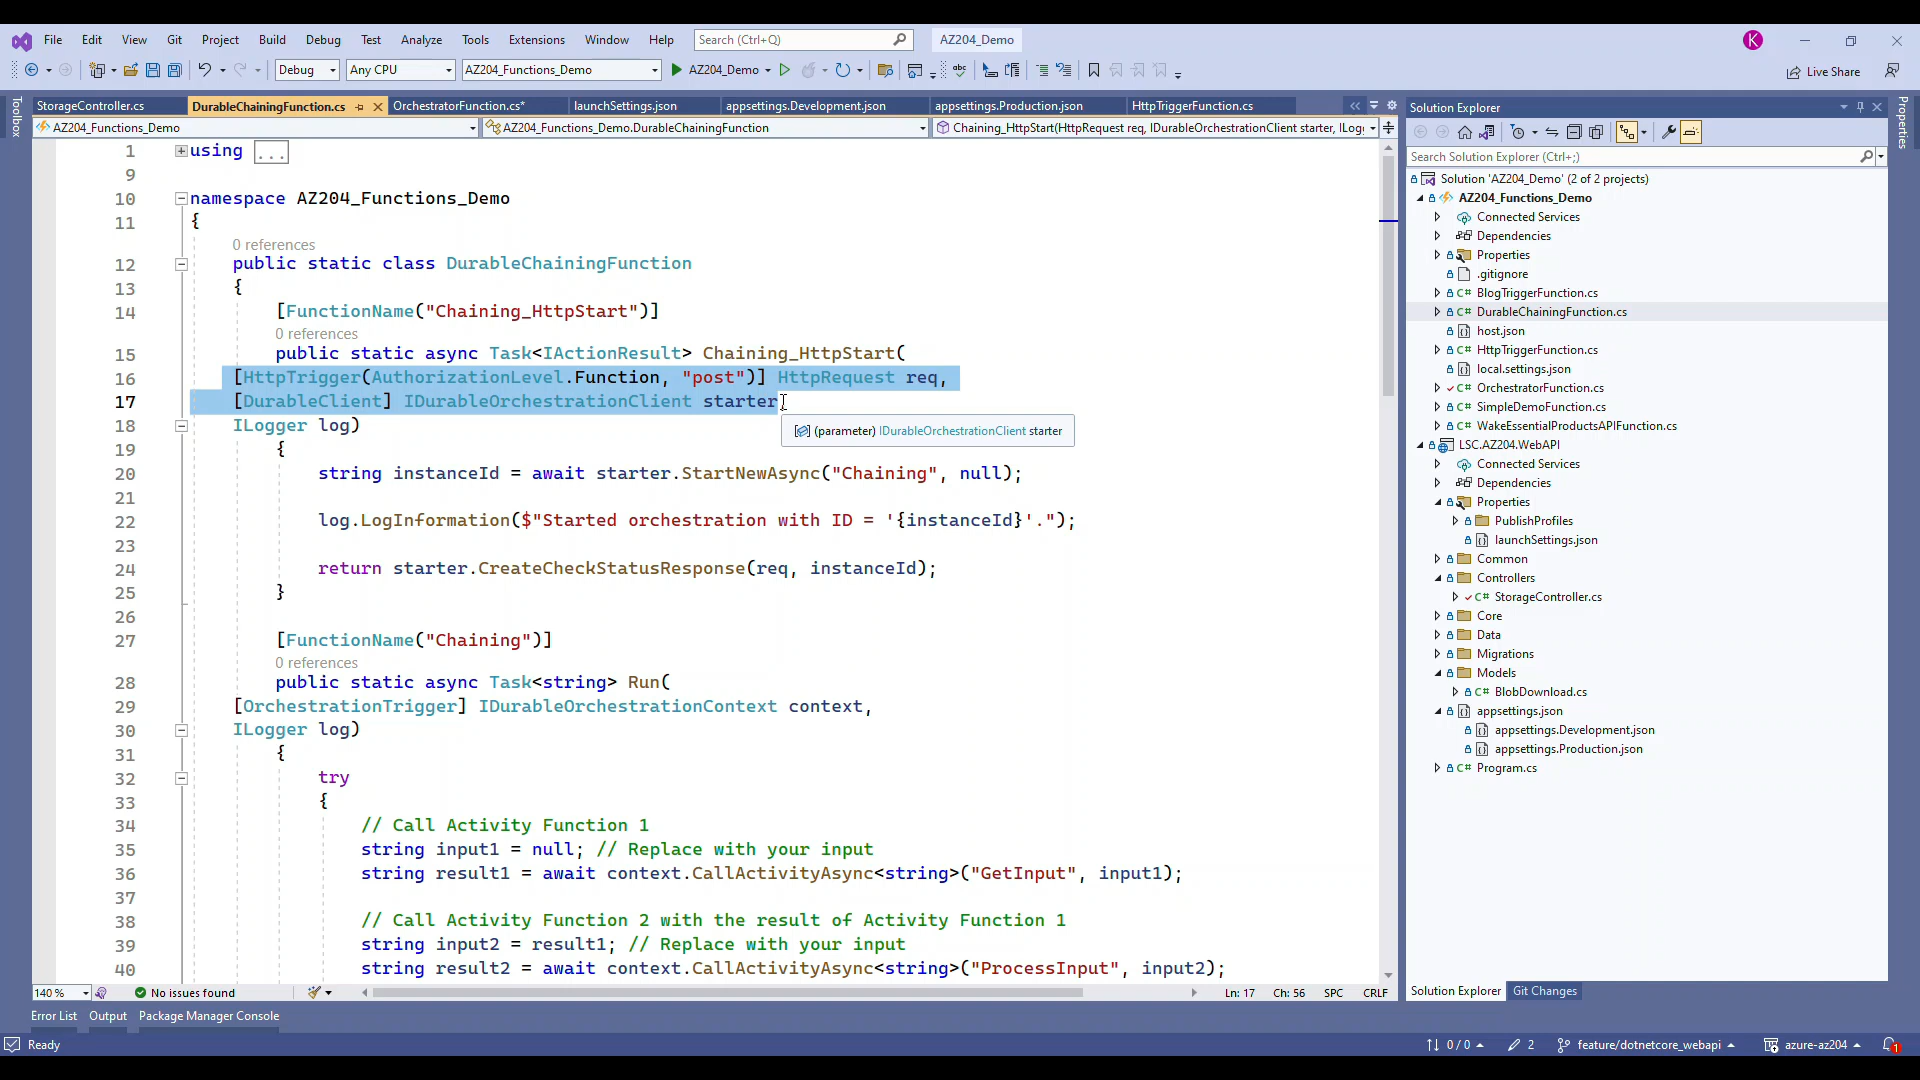 File Edit View Git Project Build Debug Test Analyze Tools Extensions Window Help Search (Ctrl+Q) AZ204_Demo K
Debug Any CPU AZ204_Functions_Demo AZ204_Demo Live Share
Toolbox
StorageController.cs DurableChainingFunction.cs OrchestratorFunction.cs* launchSettings.json appsettings.Development.json appsettings.Production.json HttpTriggerFunction.cs
AZ204_Functions_Demo AZ204_Functions_Demo.DurableChainingFunction Chaining_HttpStart(HttpRequest req, IDurableOrchestrationClient starter, ILog
1 using ...
9
10 namespace AZ204_Functions_Demo
11 {
0 references
12 public static class DurableChainingFunction
13 {
14 [FunctionName("Chaining_HttpStart")]
0 references
15 public static async Task<IActionResult> Chaining_HttpStart(
16 [HttpTrigger(AuthorizationLevel.Function, "post")] HttpRequest req,
17 [DurableClient] IDurableOrchestrationClient starter
(parameter) IDurableOrchestrationClient starter
18 ILogger log)
19 {
20 string instanceId = await starter.StartNewAsync("Chaining", null);
21
22 log.LogInformation($"Started orchestration with ID = '{instanceId}'.");
23
24 return starter.CreateCheckStatusResponse(req, instanceId);
25 }
26
27 [FunctionName("Chaining")]
0 references
28 public static async Task<string> Run(
29 [OrchestrationTrigger] IDurableOrchestrationContext context,
30 ILogger log)
31 {
32 try
33 {
34 // Call Activity Function 1
35 string input1 = null; // Replace with your input
36 string result1 = await context.CallActivityAsync<string>("GetInput", input1);
37
38 // Call Activity Function 2 with the result of Activity Function 1
39 string input2 = result1; // Replace with your input
40 string result2 = await context.CallActivityAsync<string>("ProcessInput", input2);
140 % No issues found Ln: 17 Ch: 56 SPC CRLF
Error List Output Package Manager Console
Ready 0 / 0 2 feature/dotnetcore_webapi azure-az204 1
Solution Explorer
Search Solution Explorer (Ctrl+;)
Solution 'AZ204_Demo' (2 of 2 projects)
AZ204_Functions_Demo
Connected Services
Dependencies
Properties
.gitignore
C# BlogTriggerFunction.cs
C# DurableChainingFunction.cs
host.json
C# HttpTriggerFunction.cs
local.settings.json
C# OrchestratorFunction.cs
C# SimpleDemoFunction.cs
C# WakeEssentialProductsAPIFunction.cs
LSC.AZ204.WebAPI
Connected Services
Dependencies
Properties
PublishProfiles
launchSettings.json
Common
Controllers
C# StorageController.cs
Core
Data
Migrations
Models
C# BlobDownload.cs
appsettings.json
appsettings.Development.json
appsettings.Production.json
C# Program.cs
Solution Explorer Git Changes
Properties